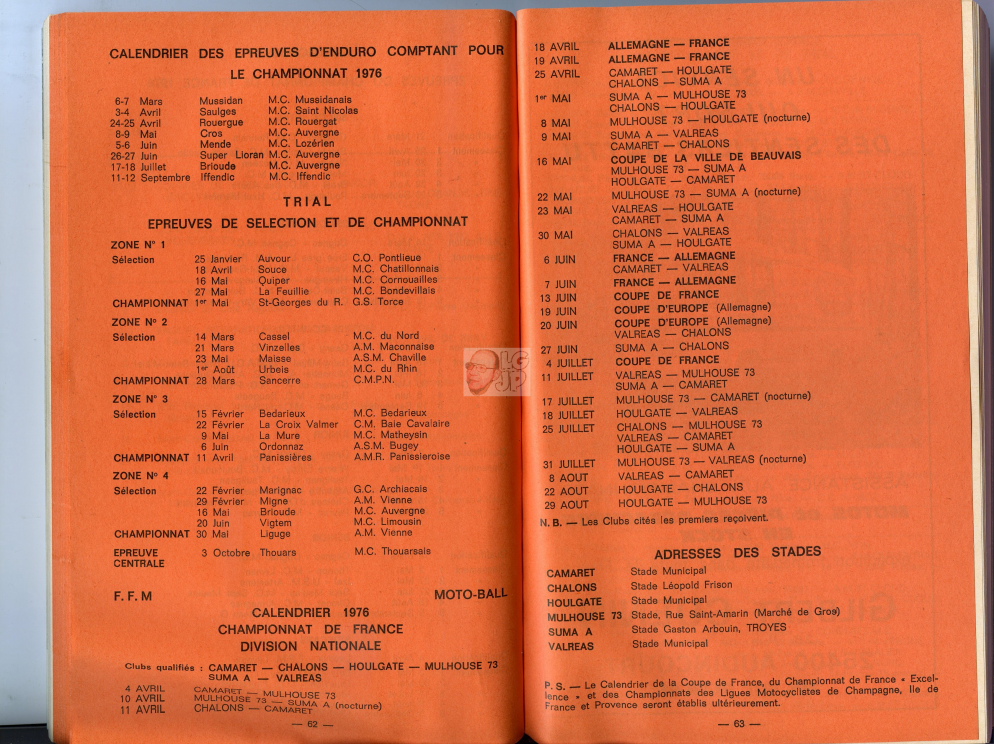 CALENDRIER DES EPREUVES D'ENDURO COMPTANT POUR
LE CHAMPIONNAT 1976
6-7 Mars Mussidan M.C. Mussidanais
3-4 Avril Saulges M.C. Saint Nicolas
24-25 Avril Rouergue M.C. Rouergat
8-9 Mai Cros M.C. Auvergne
5-6 Juin Mende M.C. Lozérien
26-27 Juin Super Lioran M.C. Auvergne
17-18 Juillet Brioude M.C. Auvergne
11-12 Septembre Iffendic M.C. Iffendic
TRIAL
EPREUVES DE SELECTION ET DE CHAMPIONNAT
ZONE N° 1
Sélection 25 Janvier Auvour C.O. Pontlieue
18 Avril Souce M.C. Chatillonnais
16 Mai Quiper M.C. Cornouailles
27 Mai La Feuillie M.C. Bondevillais
CHAMPIONNAT 1er Mai St-Georges du R. G.S. Torce
ZONE N° 2
Sélection 14 Mars Cassel M.C. du Nord
21 Mars Vinzelles A.M. Maconnaise
23 Mai Maisse A.S.M. Chaville
1er Août Urbeis M.C. du Rhin
CHAMPIONNAT 28 Mars Sancerre C.M.P.N.
ZONE N° 3
Sélection 15 Février Bedarieux M.C. Bedarieux
22 Février La Croix Valmer C.M. Baie Cavalaire
9 Mai La Mure M.C. Matheysin
6 Juin Ordonnaz A.S.M. Bugey
CHAMPIONNAT 11 Avril Panissières A.M.R. Panissieroise
ZONE N° 4
Sélection 22 Février Marignac G.C. Archiacais
29 Février Migne A.M. Vienne
16 Mai Brioude M.C. Auvergne
20 Juin Vigtem M.C. Limousin
CHAMPIONNAT 30 Mai Liguge A.M. Vienne
EPREUVE 3 Octobre Thouars M.C. Thouarsais
CENTRALE
F.F.M MOTO-BALL
CALENDRIER 1976
CHAMPIONNAT DE FRANCE
DIVISION NATIONALE
Clubs qualifiés : CAMARET — CHALONS — HOULGATE — MULHOUSE 73
SUMA A — VALREAS
4 AVRIL CAMARET — MULHOUSE 73
10 AVRIL MULHOUSE 73 — SUMA A (nocturne)
11 AVRIL CHALONS — CAMARET
— 62 —
18 AVRIL ALLEMAGNE — FRANCE
19 AVRIL ALLEMAGNE — FRANCE
25 AVRIL CAMARET — HOULGATE
CHALONS — SUMA A
1er MAI SUMA A — MULHOUSE 73
CHALONS — HOULGATE
8 MAI MULHOUSE 73 — HOULGATE (nocturne)
9 MAI SUMA A — VALREAS
CAMARET — CHALONS
16 MAI COUPE DE LA VILLE DE BEAUVAIS
MULHOUSE 73 — SUMA A
HOULGATE — CAMARET
22 MAI MULHOUSE 73 — SUMA A (nocturne)
23 MAI VALREAS — HOULGATE
CAMARET — SUMA A
30 MAI CHALONS — VALREAS
SUMA A — HOULGATE
6 JUIN FRANCE — ALLEMAGNE
CAMARET — VALREAS
7 JUIN FRANCE — ALLEMAGNE
13 JUIN COUPE DE FRANCE
19 JUIN COUPE D'EUROPE (Allemagne)
20 JUIN COUPE D'EUROPE (Allemagne)
VALREAS — CHALONS
27 JUIN SUMA A — CHALONS
4 JUILLET COUPE DE FRANCE
11 JUILLET VALREAS — MULHOUSE 73
SUMA A — CAMARET
17 JUILLET MULHOUSE 73 — CAMARET (nocturne)
18 JUILLET HOULGATE — VALREAS
25 JUILLET CHALONS — MULHOUSE 73
VALREAS — CAMARET
HOULGATE — SUMA A
31 JUILLET MULHOUSE 73 — VALREAS (nocturne)
8 AOUT VALREAS — CAMARET
22 AOUT HOULGATE — CHALONS
29 AOUT HOULGATE — MULHOUSE 73
N.B. — Les Clubs cités les premiers reçoivent.
ADRESSES DES STADES
CAMARET Stade Municipal
CHALONS Stade Léopold Frison
HOULGATE Stade Municipal
MULHOUSE 73 Stade, Rue Saint-Amarin (Marché de Gros)
SUMA A Stade Gaston Arbouin, TROYES
VALREAS Stade Municipal
P.S. — Le Calendrier de la Coupe de France, du Championnat de France « Excel-
lence » et des Championnats des Ligues Motocyclistes de Champagne, Ile de
France et Provence seront établis ultérieurement.
— 63 —
LG
JP